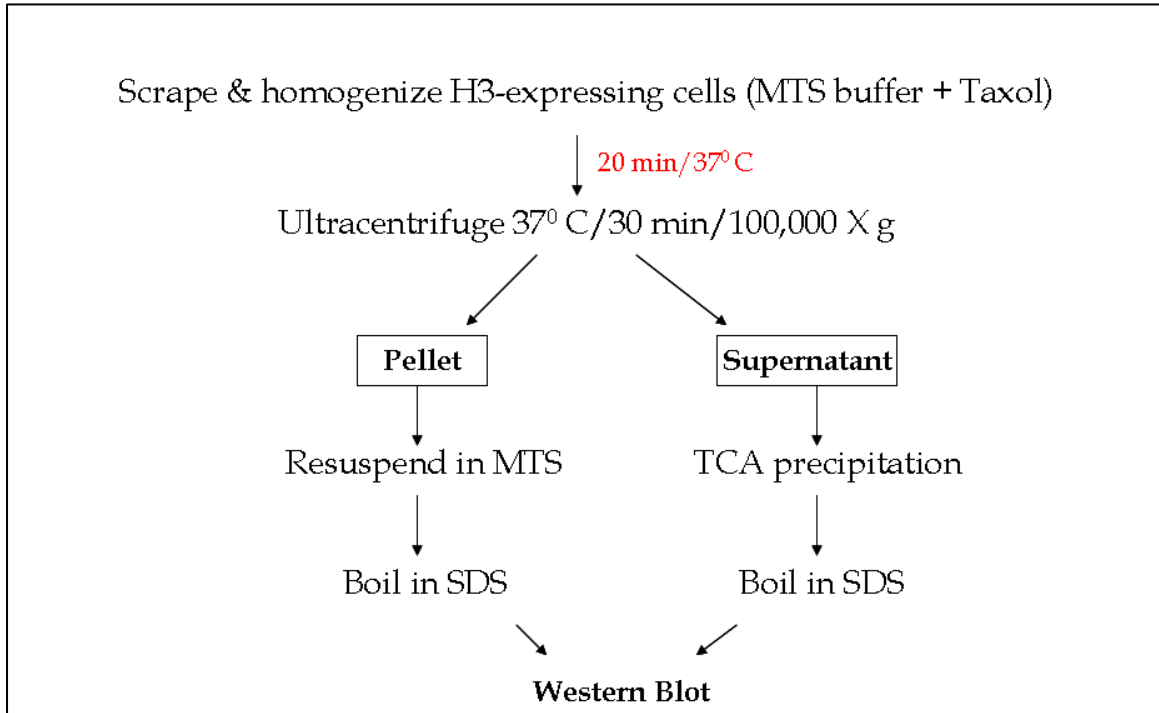 Scrape & homogenize H3-expressing cells (MTS buffer + Taxol)
20 min/37⁰ C
Ultracentrifuge 37⁰ C/30 min/100,000 X g
Pellet
Supernatant
Resuspend in MTS
TCA precipitation
Boil in SDS
Boil in SDS
Western Blot